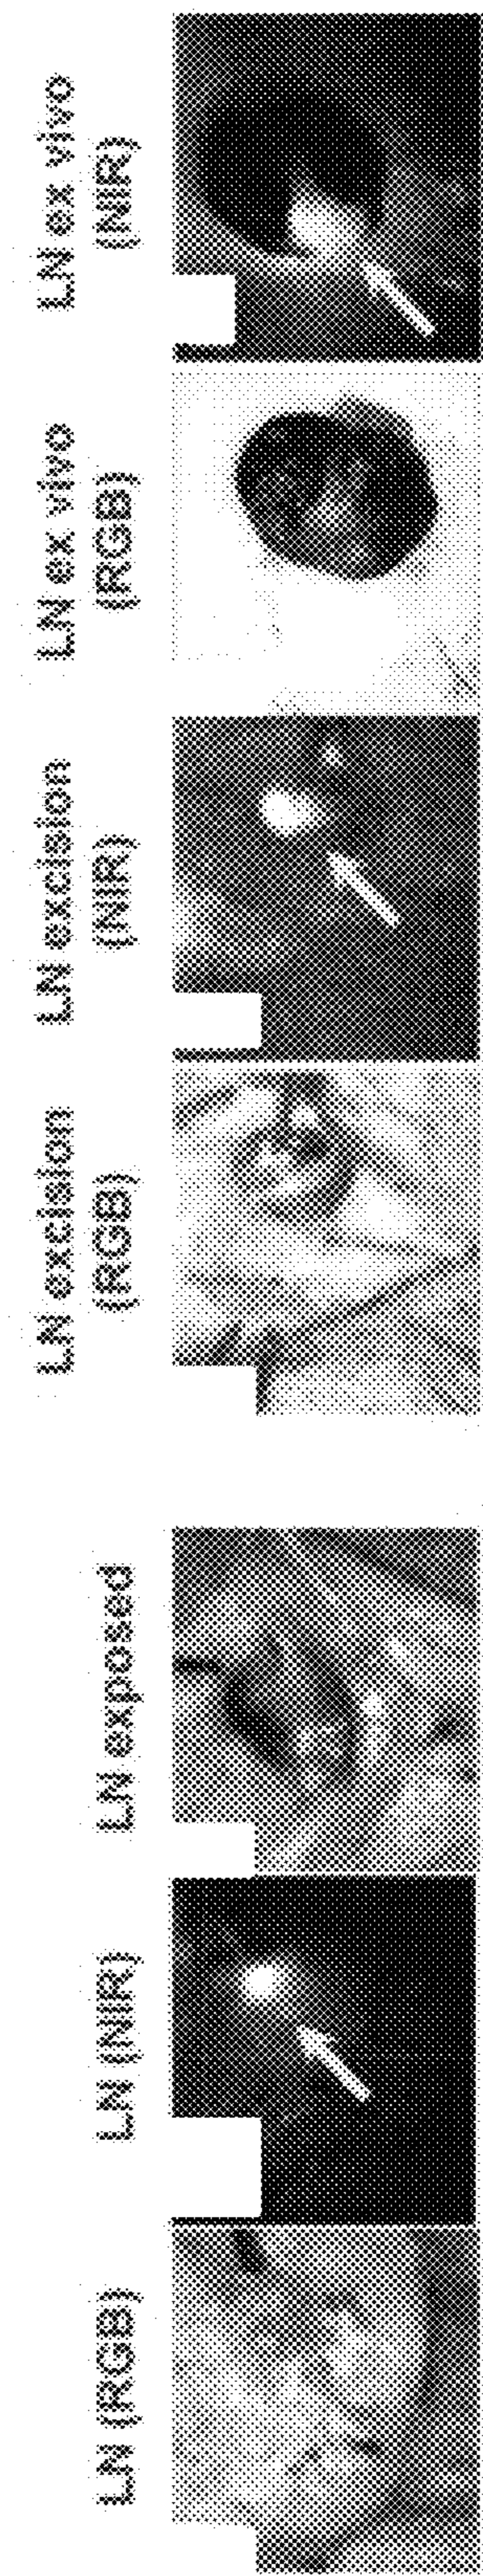 LN (RGB)
LN (NIR)
LN exposed
LN excision
(RGB)
LN excision
(NIR)
LN ex vivo
(RGB)
LN ex vivo
(NIR)